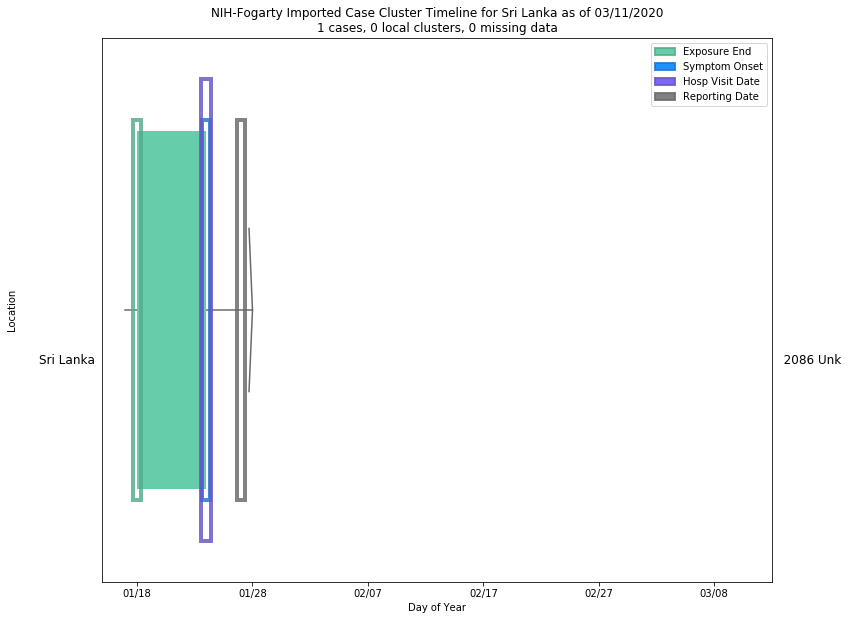 NIH-Fogarty Imported Case Cluster Timeline for Sri Lanka as of 03/11/2020
1 cases, 0 local clusters, 0 missing data
Exposure End
Symptom Onset
Hosp Visit Date
Reporting Date
Location
Sri Lanka
2086 Unk
01/18
01/28
02/07
02/17
02/27
03/08
Day of Year